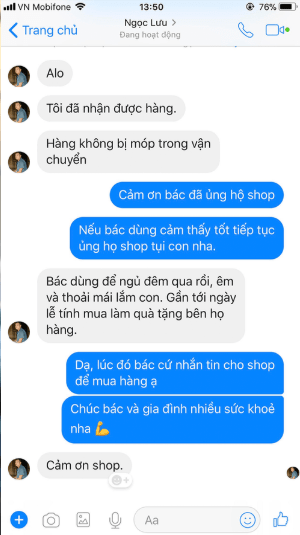 VN Mobifone 13:50 76%
Trang chủ
Ngọc Lưu
Đang hoạt động
Alo
Tôi đã nhận được hàng.
Hàng không bị móp trong vận
chuyển
Cảm ơn bác đã ủng hộ shop
Nếu bác dùng cảm thấy tốt tiếp tục
ủng họ shop tụi con nha.
Bác dùng để ngủ đêm qua rồi, êm
và thoải mái lắm con. Gần tới ngày
lễ tính mua làm quà tặng bên họ
hàng.
Dạ, lúc đó bác cứ nhắn tin cho shop
để mua hàng ạ
Chúc bác và gia đình nhiều sức khoẻ
nha 💪
Cảm ơn shop.
Aa